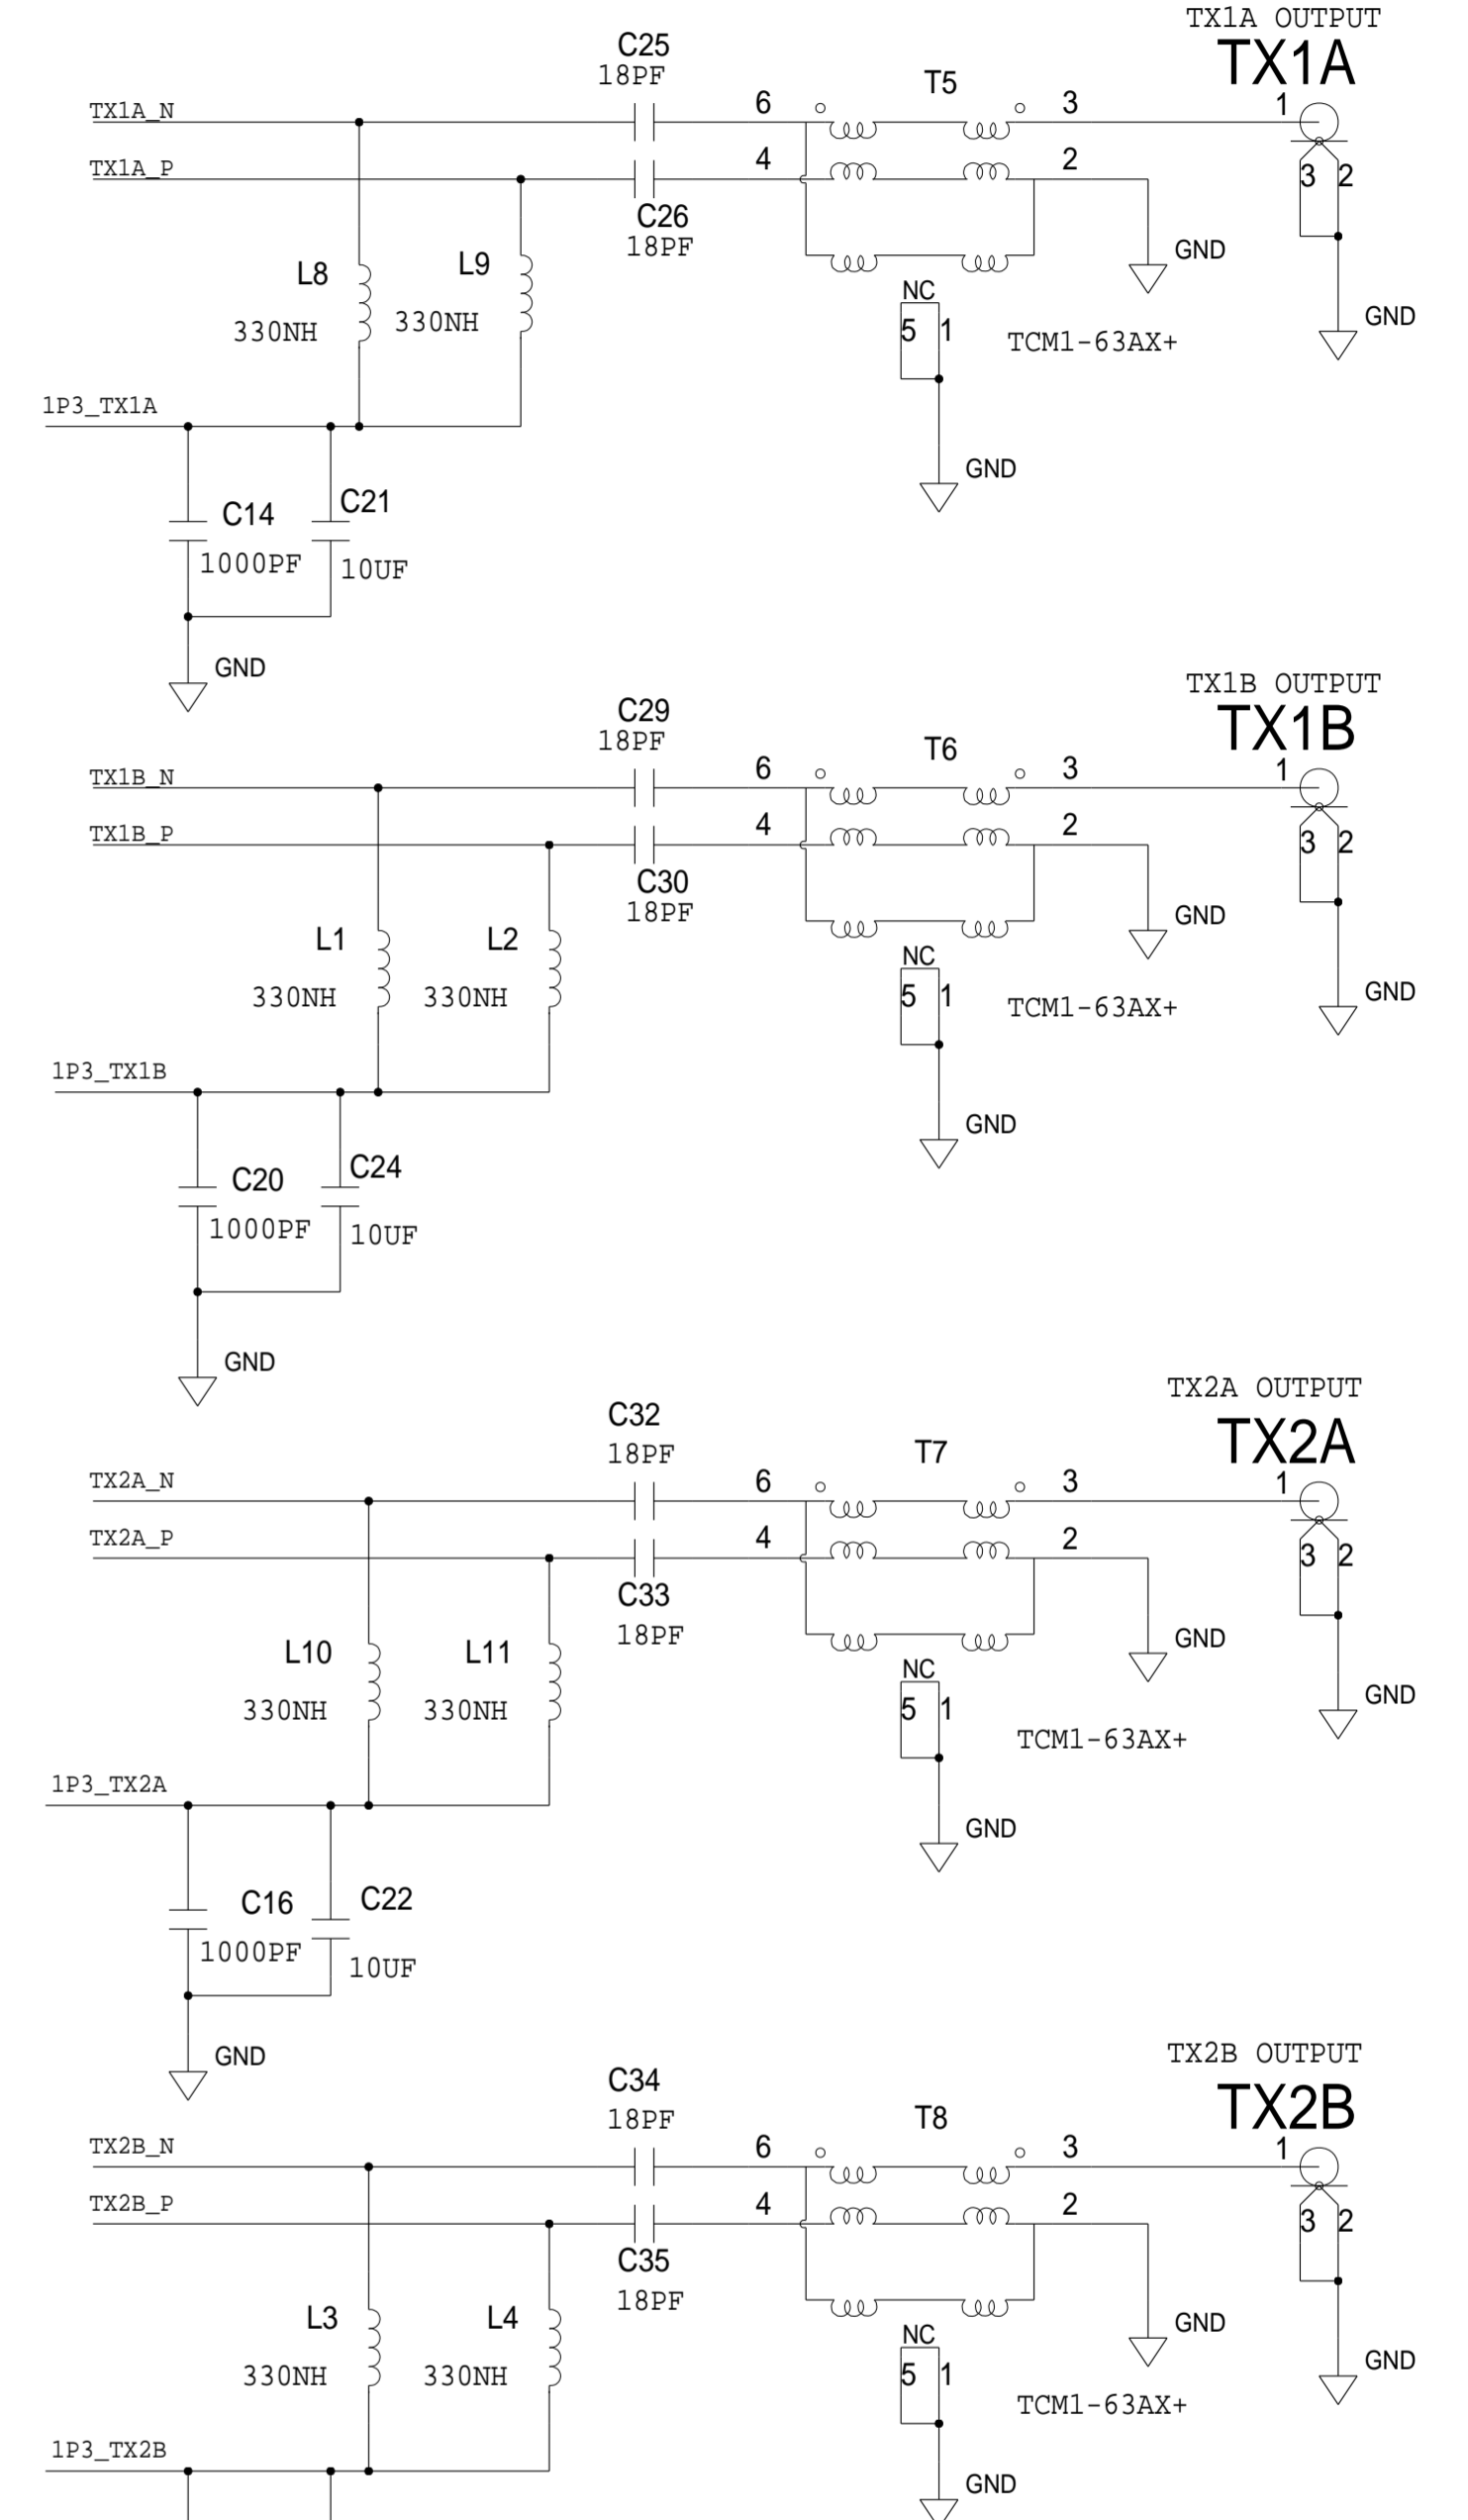 TX1A OUTPUT
TX1A
C25
18PF
T5
TX1A_N
6
3
1
TX1A_P
4
2
3 2
C26
18PF
GND
L8
L9
330NH
330NH
NC
5 1
GND
TCM1-63AX+
1P3_TX1A
GND
C14
C21
1000PF
10UF
GND
TX1B OUTPUT
TX1B
C29
18PF
T6
TX1B_N
6
3
1
TX1B_P
4
2
3 2
C30
18PF
GND
L1
L2
330NH
330NH
NC
5 1
GND
TCM1-63AX+
1P3_TX1B
GND
C20
C24
1000PF
10UF
GND
TX2A OUTPUT
TX2A
C32
18PF
T7
TX2A_N
6
3
1
TX2A_P
4
2
3 2
C33
18PF
GND
L10
L11
330NH
330NH
NC
5 1
GND
TCM1-63AX+
1P3_TX2A
GND
C16
C22
1000PF
10UF
GND
TX2B OUTPUT
TX2B
C34
18PF
T8
TX2B_N
6
3
1
TX2B_P
4
2
3 2
C35
18PF
GND
L3
L4
330NH
330NH
NC
5 1
GND
TCM1-63AX+
1P3_TX2B
GND